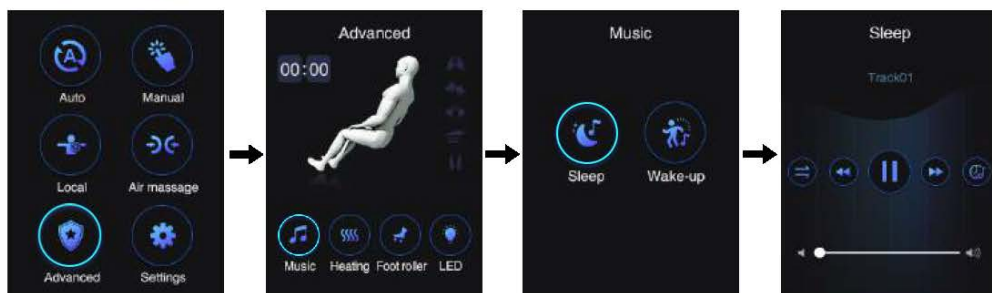 Auto
Manual
Local
Air massage
Advanced
Settings
Advanced
00:00
Music
Heating
Foot roller
LED
Music
Sleep
Wake-up
Sleep
Track01